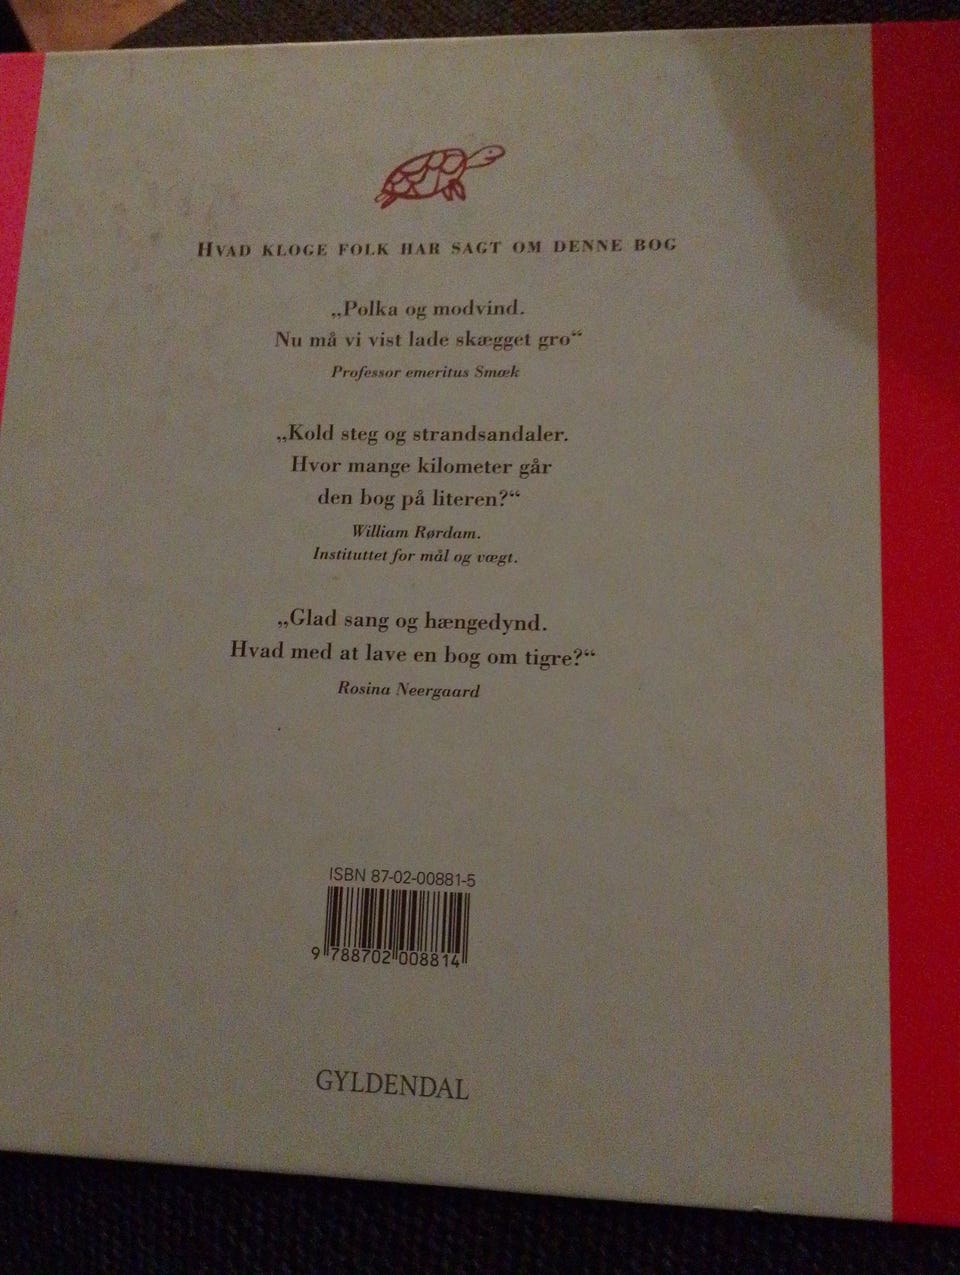 HVAD KLOGE FOLK HAR SAGT OM DENNE BOG
„Polka og modvind.
Nu må vi vist lade skægget gro“
Professor emeritus Smæk
„Kold steg og strandsandaler.
Hvor mange kilometer går
den bog på literen?“
William Rørdam.
Instituttet for mål og vægt.
„Glad sang og hængedynd.
Hvad med at lave en bog om tigre?“
Rosina Neergaard
ISBN 87-02-00881-5
9 788702 008814
GYLDENDAL